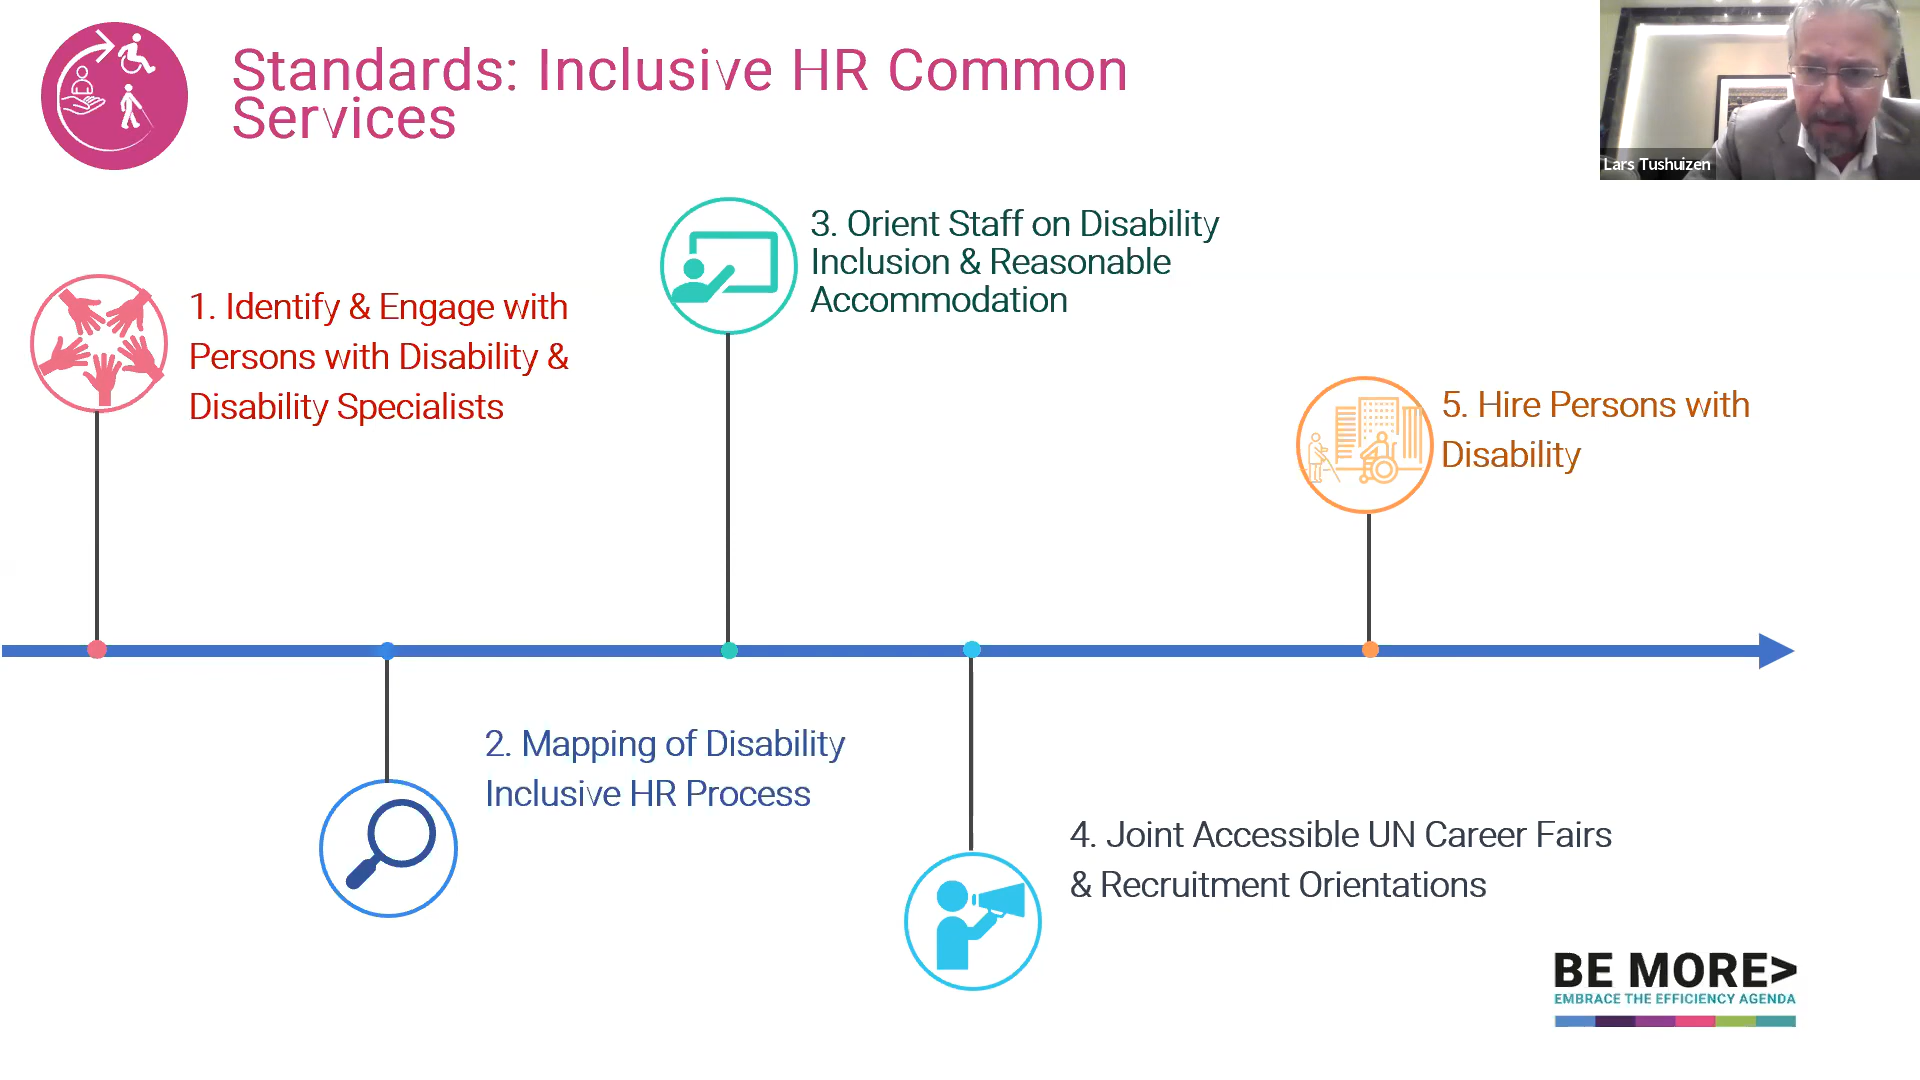 Standards: Inclusive HR Common
Services
Lars Tushuizen
1. Identify & Engage with
Persons with Disability &
Disability Specialists
3. Orient Staff on Disability
Inclusion & Reasonable
Accommodation
5. Hire Persons with
Disability
2. Mapping of Disability
Inclusive HR Process
4. Joint Accessible UN Career Fairs
& Recruitment Orientations
BE MORE>
EMBRACE THE EFFICIENCY AGENDA